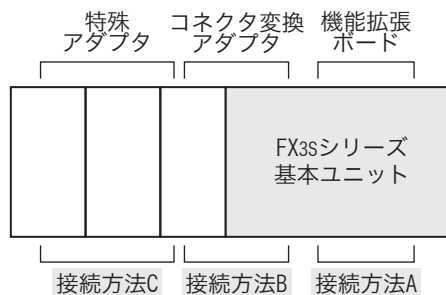 特殊
アダプタ
コネクタ変換
アダプタ
機能拡張
ボード
FX3Sシリーズ
基本ユニット
接続方法C
接続方法B
接続方法A